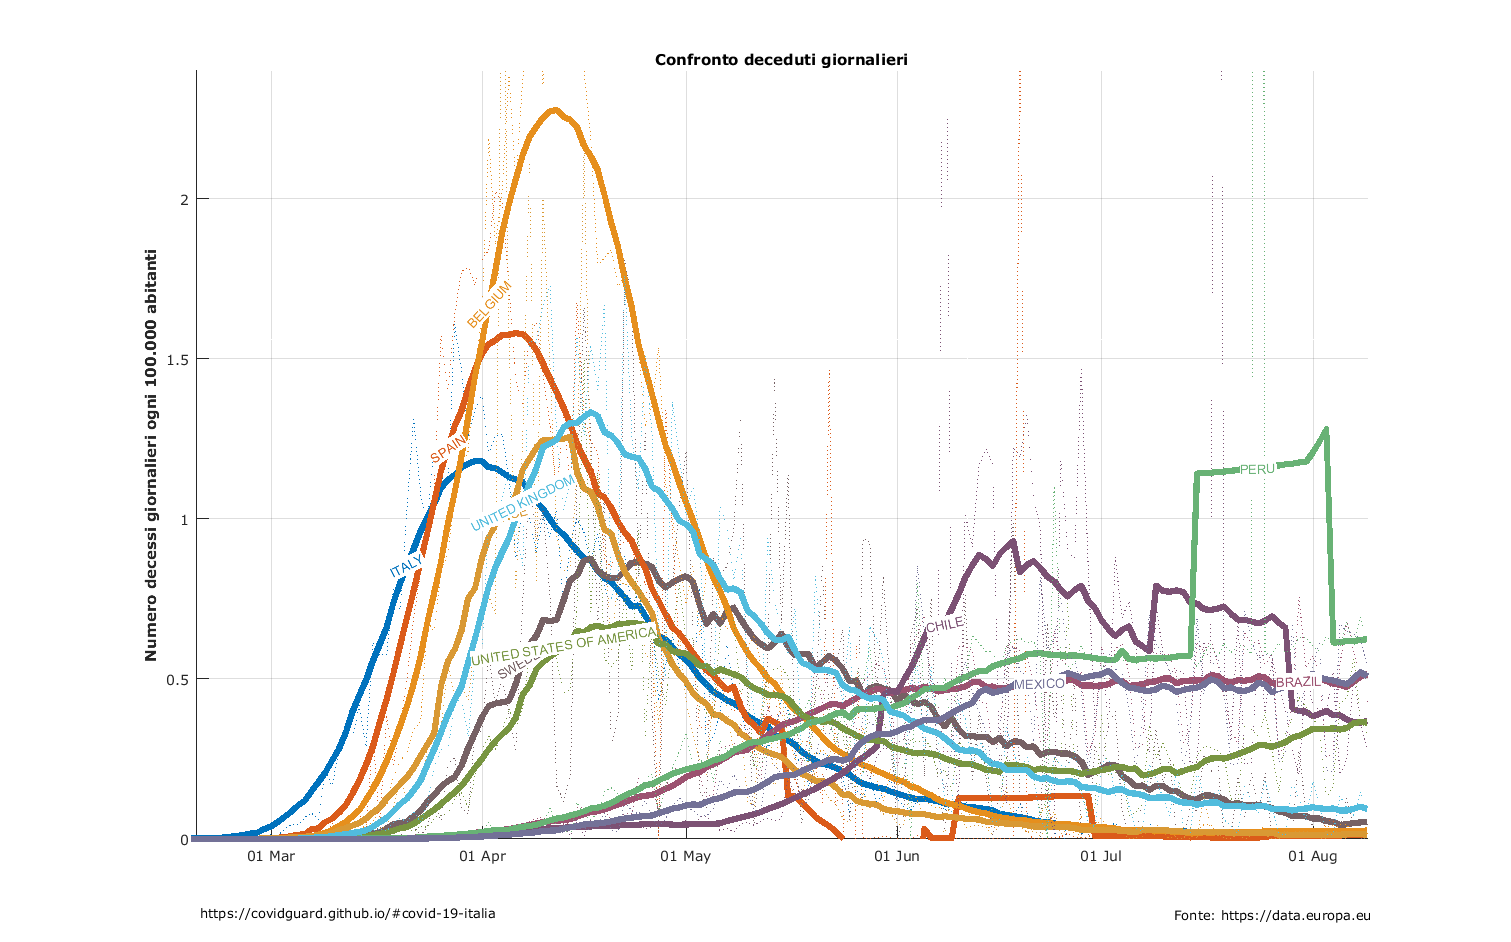 Confronto deceduti giornalieri
Numero decessi giornalieri ogni 100.000 abitanti
2
1.5
1
0.5
0
BELGIUM
SPAIN
ITALY
UNITED KINGDOM
UNITED STATES OF AMERICA
PERU
CHILE
MEXICO
BRAZIL
01 Mar
01 Apr
01 May
01 Jun
01 Jul
01 Aug
https://covidguard.github.io/#covid-19-italia
Fonte: https://data.europa.eu